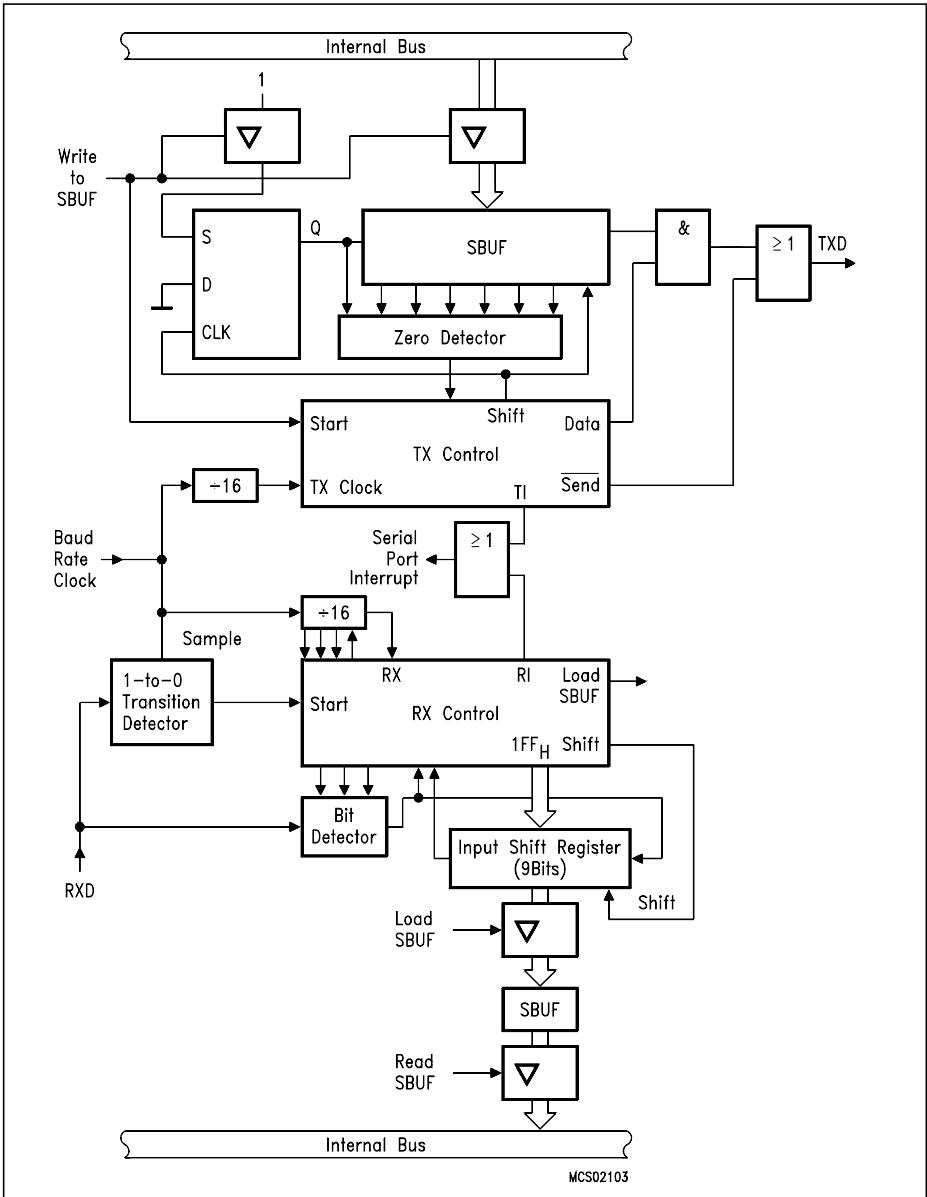 Internal Bus
1
Write
to
SBUF
S
D
CLK
Q
SBUF
&
≥ 1
TXD
Zero Detector
Start
Shift
Data
TX Control
÷16
TX Clock
TI
Send
Baud
Rate
Clock
Serial
Port
Interrupt
≥ 1
÷16
Sample
1-to-0
Transition
Detector
RX
RI
Load
SBUF
Start
RX Control
1FFH
Shift
Bit
Detector
Input Shift Register
(9Bits)
RXD
Shift
Load
SBUF
SBUF
Read
SBUF
Internal Bus
MCS02103